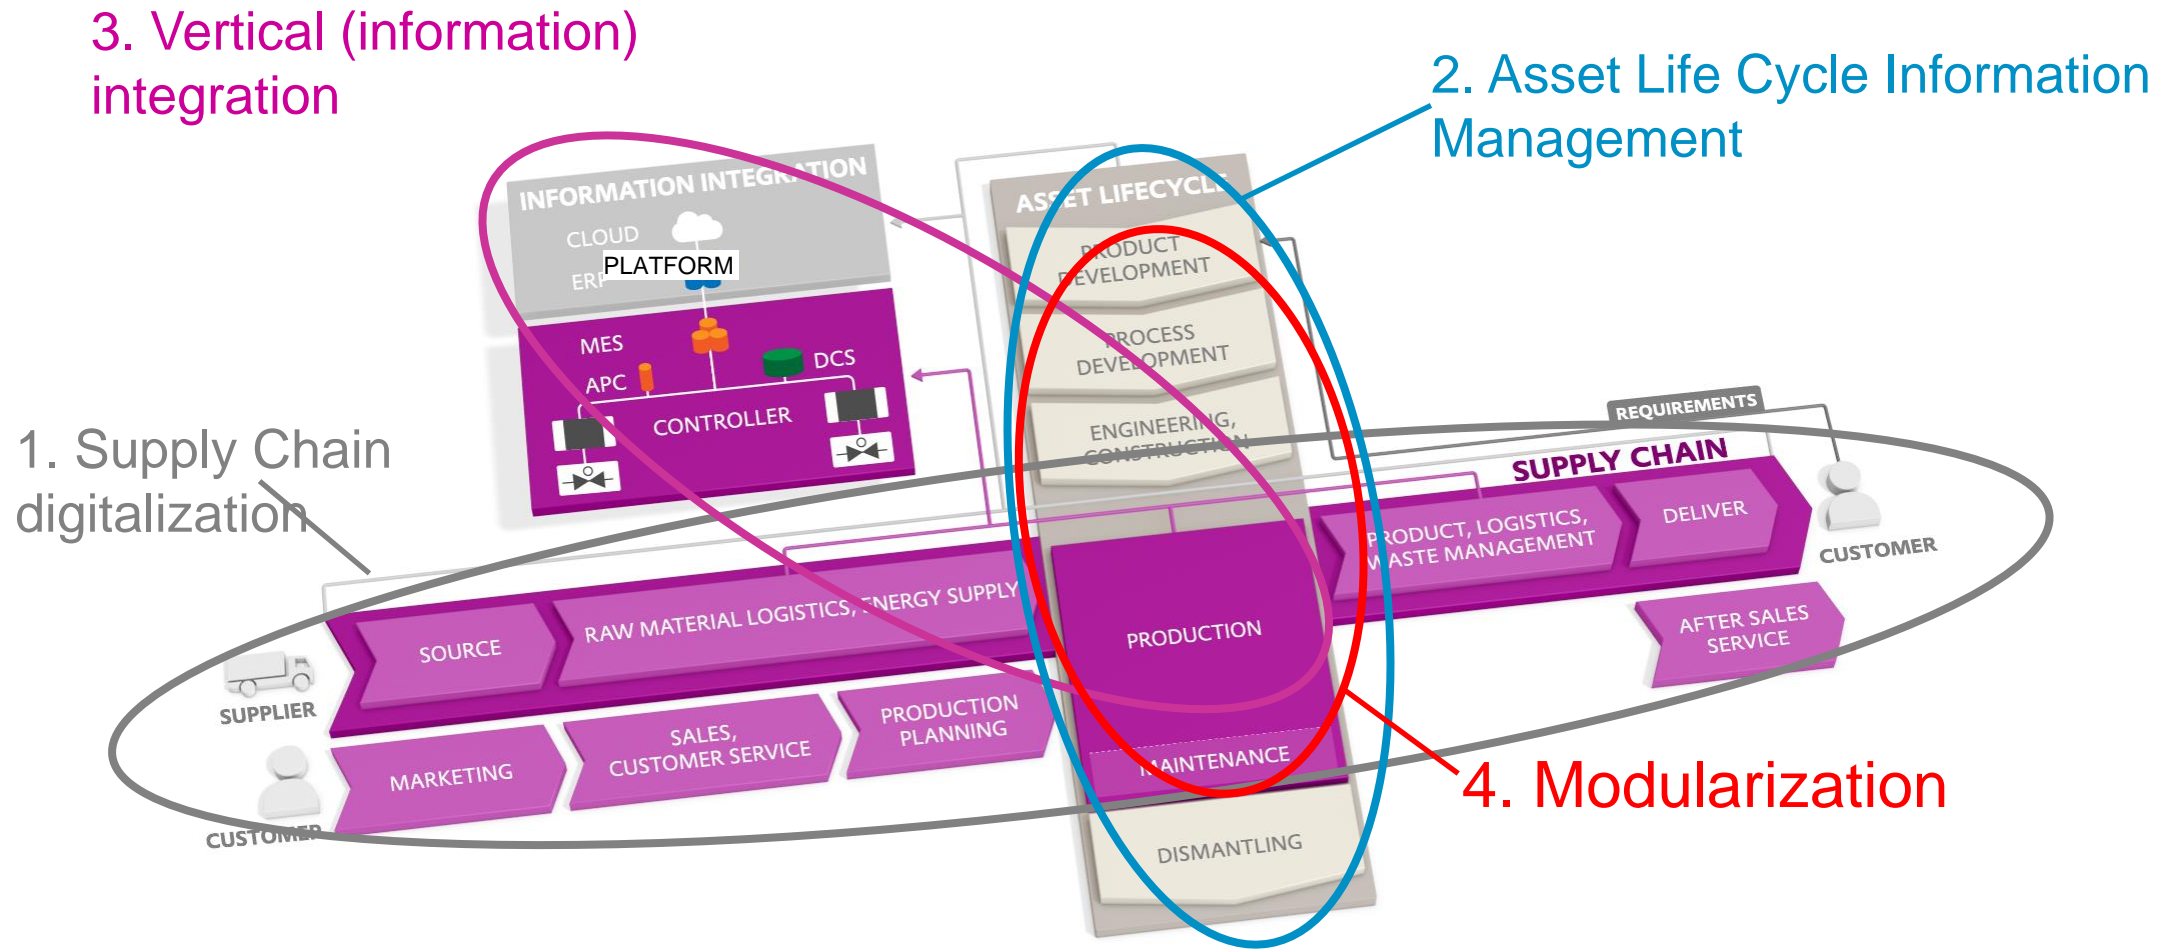 3. Vertical (information)
integration
2. Asset Life Cycle Information
Management
1. Supply Chain
digitalization
4. Modularization
INFORMATION INTEGRATION
CLOUD
PLATFORM
ERP
MES
APC
DCS
CONTROLLER
ASSET LIFECYCLE
PRODUCT
DEVELOPMENT
PROCESS
DEVELOPMENT
ENGINEERING,
CONSTRUCTION
PRODUCTION
MAINTENANCE
DISMANTLING
REQUIREMENTS
SUPPLY CHAIN
SOURCE
RAW MATERIAL LOGISTICS, ENERGY SUPPLY
PRODUCT, LOGISTICS,
WASTE MANAGEMENT
DELIVER
CUSTOMER
AFTER SALES
SERVICE
SUPPLIER
CUSTOMER
MARKETING
SALES,
CUSTOMER SERVICE
PRODUCTION
PLANNING